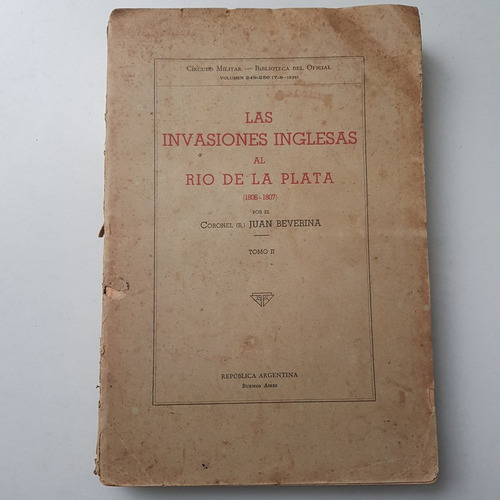 Círculo Militar — Biblioteca del Oficial
LAS
INVASIONES INGLESAS
AL
RIO DE LA PLATA
(1806-1807)
POR EL
Coronel (R.) JUAN BEVERINA
TOMO II
REPÚBLICA ARGENTINA
Buenos Aires